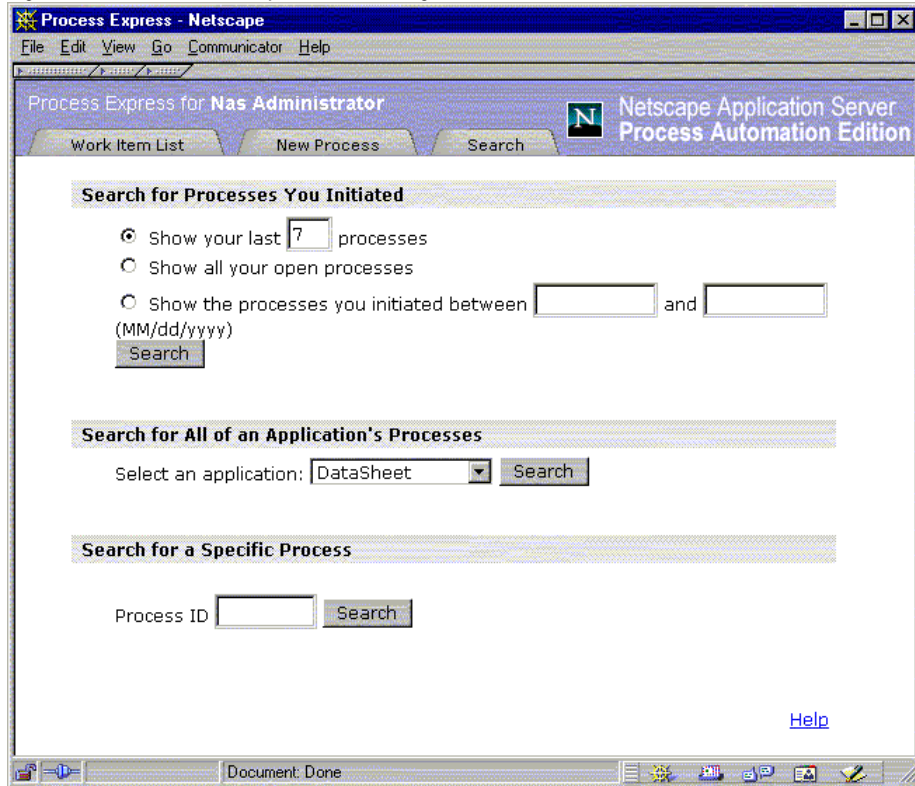 Process Express - Netscape
File Edit View Go Communicator Help
Process Express for Nas Administrator
Netscape Application Server
Process Automation Edition
N
Work Item List New Process Search
Search for Processes You Initiated
Show your last 7 processes
Show all your open processes
Show the processes you initiated between and
(MM/dd/yyyy)
Search
Search for All of an Application's Processes
Select an application: DataSheet Search
Search for a Specific Process
Process ID Search
Help
Document: Done